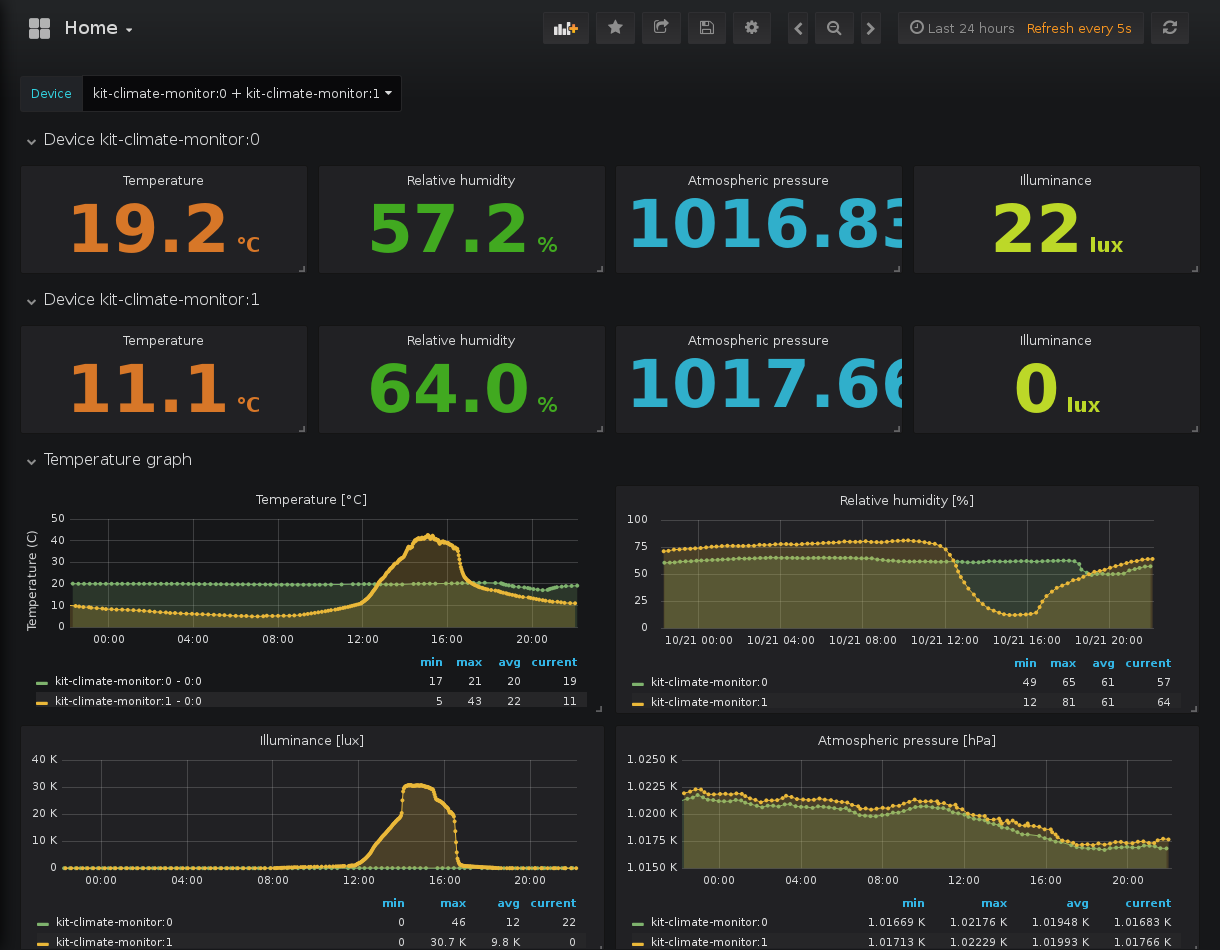 Home
Last 24 hours Refresh every 5s
Device kit-climate-monitor:0 + kit-climate-monitor:1
Device kit-climate-monitor:0
Temperature Relative humidity Atmospheric pressure Illuminance
19.2 °C 57.2 % 1016.83 22 lux
Device kit-climate-monitor:1
Temperature Relative humidity Atmospheric pressure Illuminance
11.1 °C 64.0 % 1017.66 0 lux
Temperature graph
Temperature [°C]
Temperature (C)
50
40
30
20
10
0
00:00 04:00 08:00 12:00 16:00 20:00
min max avg current
kit-climate-monitor:0 - 0:0 17 21 20 19
kit-climate-monitor:1 - 0:0 5 43 22 11
Relative humidity [%]
100
75
50
25
0
10/21 00:00 10/21 04:00 10/21 08:00 10/21 12:00 10/21 16:00 10/21 20:00
min max avg current
kit-climate-monitor:0 49 65 61 57
kit-climate-monitor:1 12 81 61 64
Illuminance [lux]
40 K
30 K
20 K
10 K
0
00:00 04:00 08:00 12:00 16:00 20:00
min max avg current
kit-climate-monitor:0 0 46 12 22
kit-climate-monitor:1 0 30.7 K 9.8 K 0
Atmospheric pressure [hPa]
1.0250 K
1.0225 K
1.0200 K
1.0175 K
1.0150 K
00:00 04:00 08:00 12:00 16:00 20:00
min max avg current
kit-climate-monitor:0 1.01669 K 1.02176 K 1.01948 K 1.01683 K
kit-climate-monitor:1 1.01713 K 1.02229 K 1.01993 K 1.01766 K